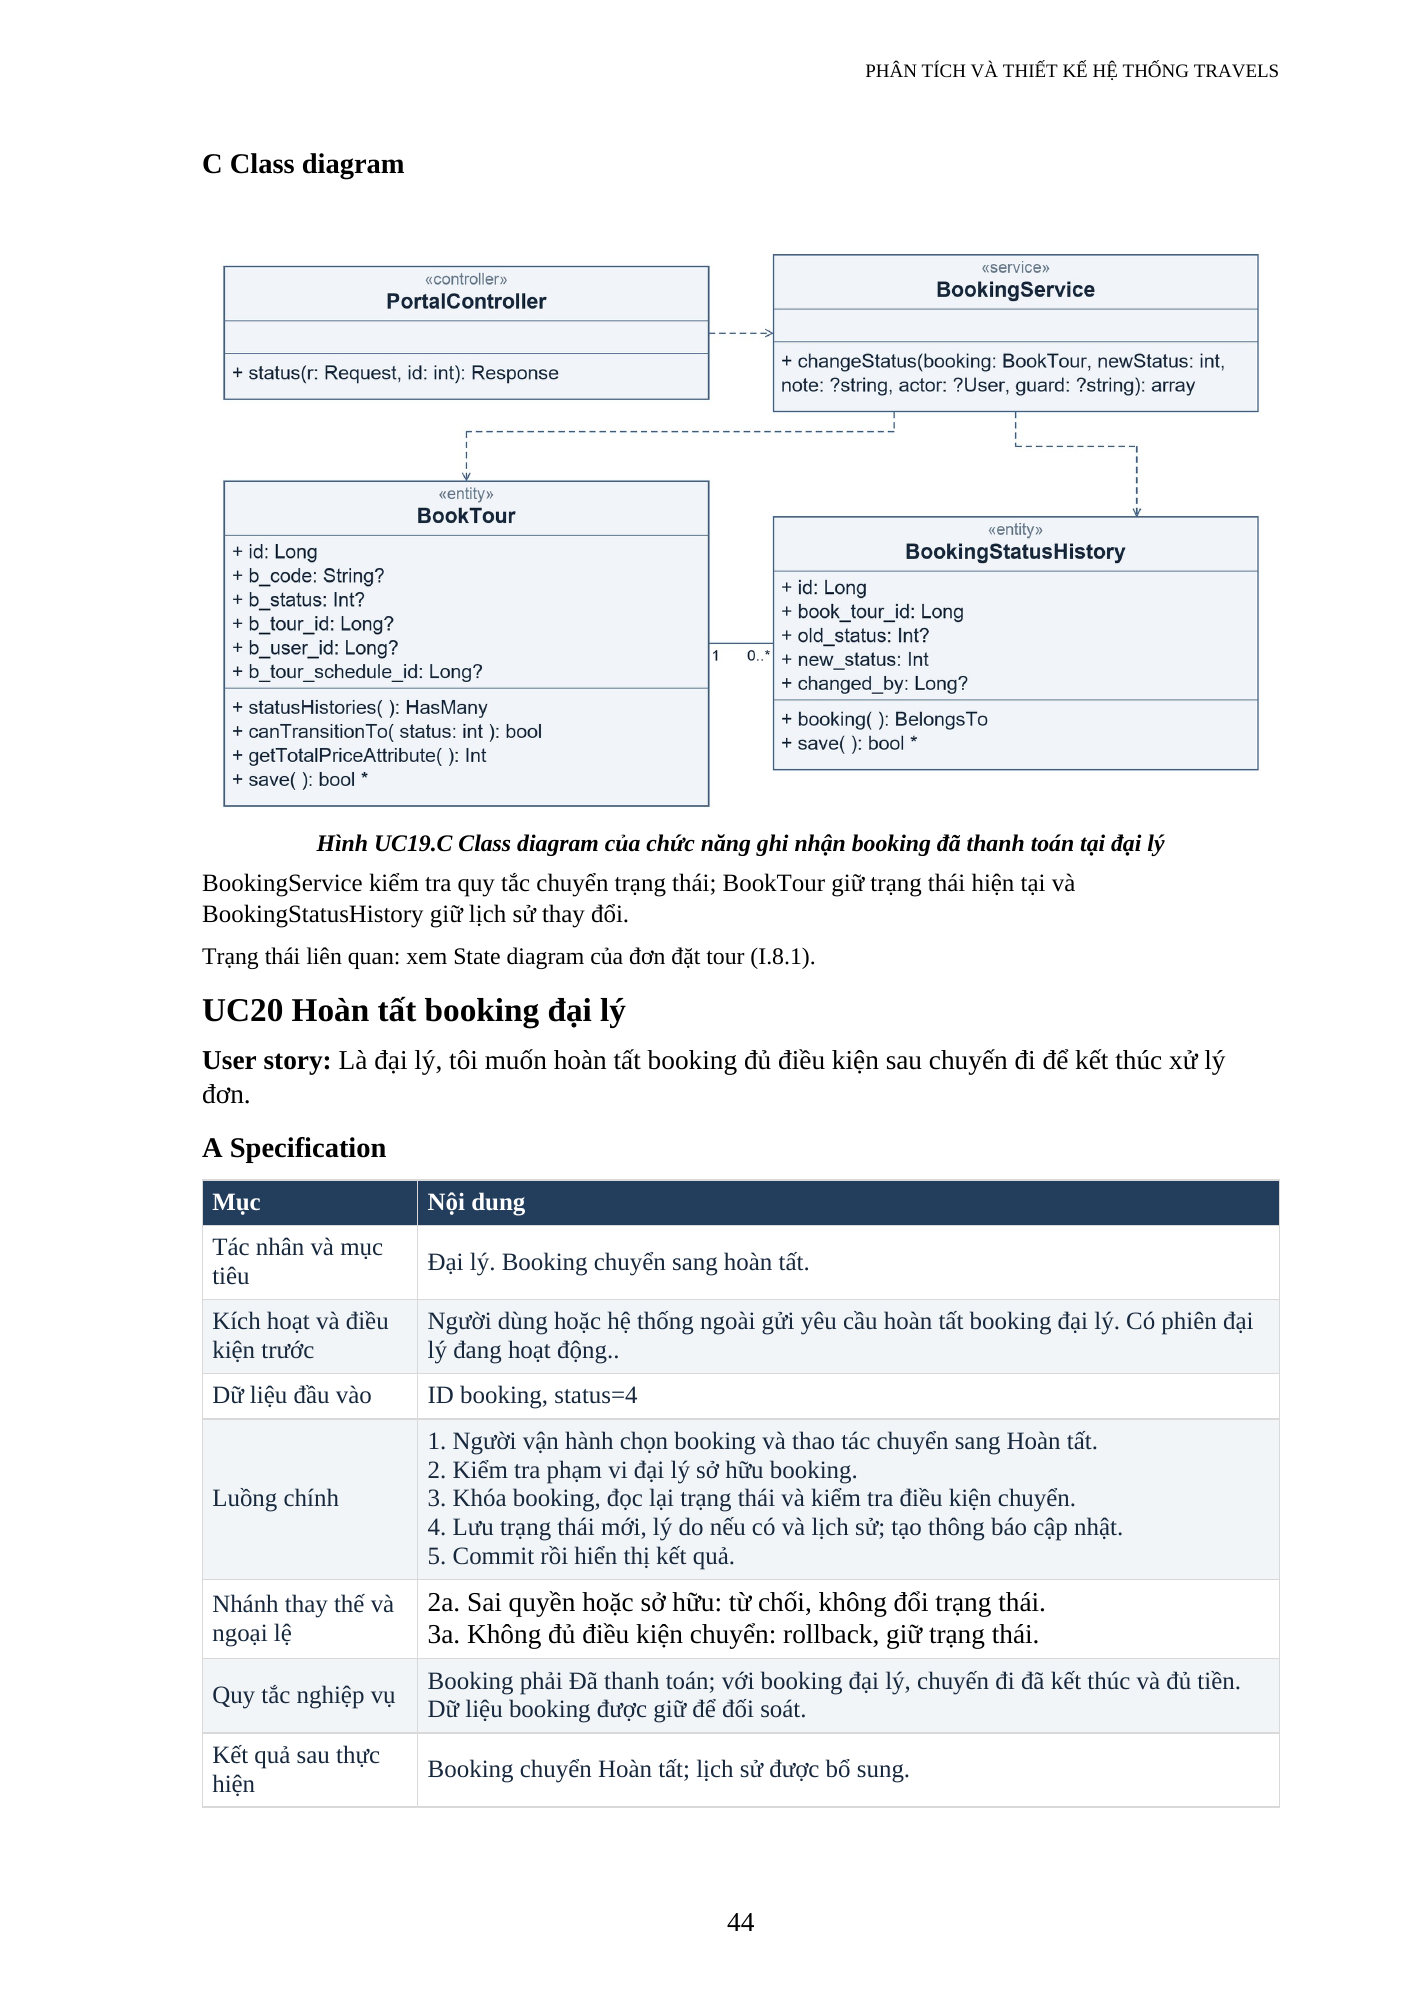 PHÂN TÍCH VÀ THIẾT KẾ HỆ THỐNG TRAVELS
C Class diagram
«controller»
PortalController
+ status(r: Request, id: int): Response
«service»
BookingService
+ changeStatus(booking: BookTour, newStatus: int,
note: ?string, actor: ?User, guard: ?string): array
«entity»
BookTour
+ id: Long
+ b_code: String?
+ b_status: Int?
+ b_tour_id: Long?
+ b_user_id: Long?
+ b_tour_schedule_id: Long?
+ statusHistories( ): HasMany
+ canTransitionTo( status: int ): bool
+ getTotalPriceAttribute( ): Int
+ save( ): bool *
1 0..*
«entity»
BookingStatusHistory
+ id: Long
+ book_tour_id: Long
+ old_status: Int?
+ new_status: Int
+ changed_by: Long?
+ booking( ): BelongsTo
+ save( ): bool *
Hình UC19.C Class diagram của chức năng ghi nhận booking đã thanh toán tại đại lý
BookingService kiểm tra quy tắc chuyển trạng thái; BookTour giữ trạng thái hiện tại và
BookingStatusHistory giữ lịch sử thay đổi.
Trạng thái liên quan: xem State diagram của đơn đặt tour (I.8.1).
UC20 Hoàn tất booking đại lý
User story: Là đại lý, tôi muốn hoàn tất booking đủ điều kiện sau chuyến đi để kết thúc xử lý
đơn.
A Specification
Mục Nội dung
Tác nhân và mục
tiêu
Đại lý. Booking chuyển sang hoàn tất.
Kích hoạt và điều
kiện trước
Người dùng hoặc hệ thống ngoài gửi yêu cầu hoàn tất booking đại lý. Có phiên đại
lý đang hoạt động..
Dữ liệu đầu vào
ID booking, status=4
Luồng chính
1. Người vận hành chọn booking và thao tác chuyển sang Hoàn tất.
2. Kiểm tra phạm vi đại lý sở hữu booking.
3. Khóa booking, đọc lại trạng thái và kiểm tra điều kiện chuyển.
4. Lưu trạng thái mới, lý do nếu có và lịch sử; tạo thông báo cập nhật.
5. Commit rồi hiển thị kết quả.
Nhánh thay thế và
ngoại lệ
2a. Sai quyền hoặc sở hữu: từ chối, không đổi trạng thái.
3a. Không đủ điều kiện chuyển: rollback, giữ trạng thái.
Quy tắc nghiệp vụ
Booking phải Đã thanh toán; với booking đại lý, chuyến đi đã kết thúc và đủ tiền.
Dữ liệu booking được giữ để đối soát.
Kết quả sau thực
hiện
Booking chuyển Hoàn tất; lịch sử được bổ sung.
44